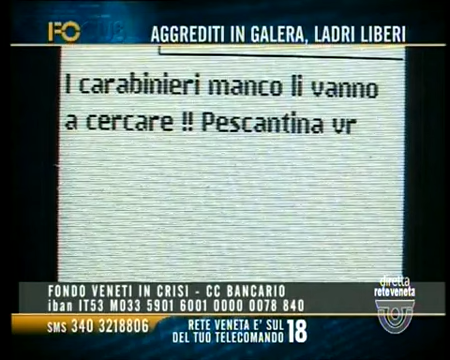 FOCUS
AGGREDITI IN GALERA, LADRI LIBERI
I carabinieri manco li vanno
a cercare !! Pescantina vr
diretta
reteveneta
FONDO VENETI IN CRISI - CC BANCARIO
iban IT53 M033 5901 6001 0000 0078 840
SMS 340 3218806
RETE VENETA E' SUL
DEL TUO TELECOMANDO 18